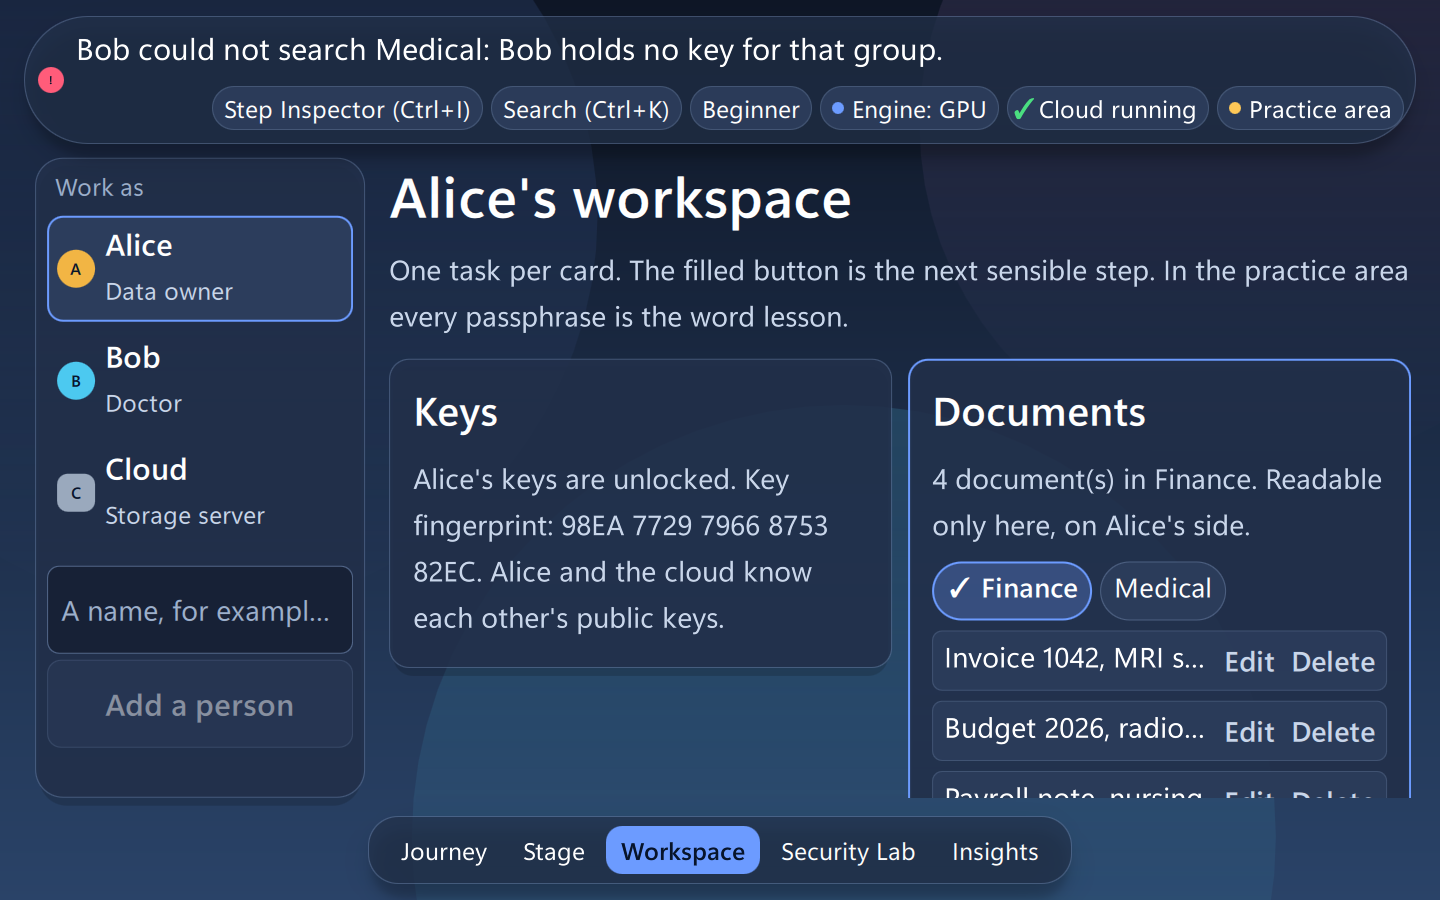 Bob could not search Medical: Bob holds no key for that group.
!
Step Inspector (Ctrl+I)
Search (Ctrl+K)
Beginner
Engine: GPU
✓Cloud running
Practice area
Work as
A
Alice
Data owner
B
Bob
Doctor
C
Cloud
Storage server
A name, for exampl...
Add a person
Alice's workspace
One task per card. The filled button is the next sensible step. In the practice area
every passphrase is the word lesson.
Keys
Alice's keys are unlocked. Key
fingerprint: 98EA 7729 7966 8753
82EC. Alice and the cloud know
each other's public keys.
Documents
4 document(s) in Finance. Readable
only here, on Alice's side.
✓ Finance
Medical
Invoice 1042, MRI s... Edit Delete
Budget 2026, radio... Edit Delete
Payroll note, nursing Edit Delete
Journey
Stage
Workspace
Security Lab
Insights